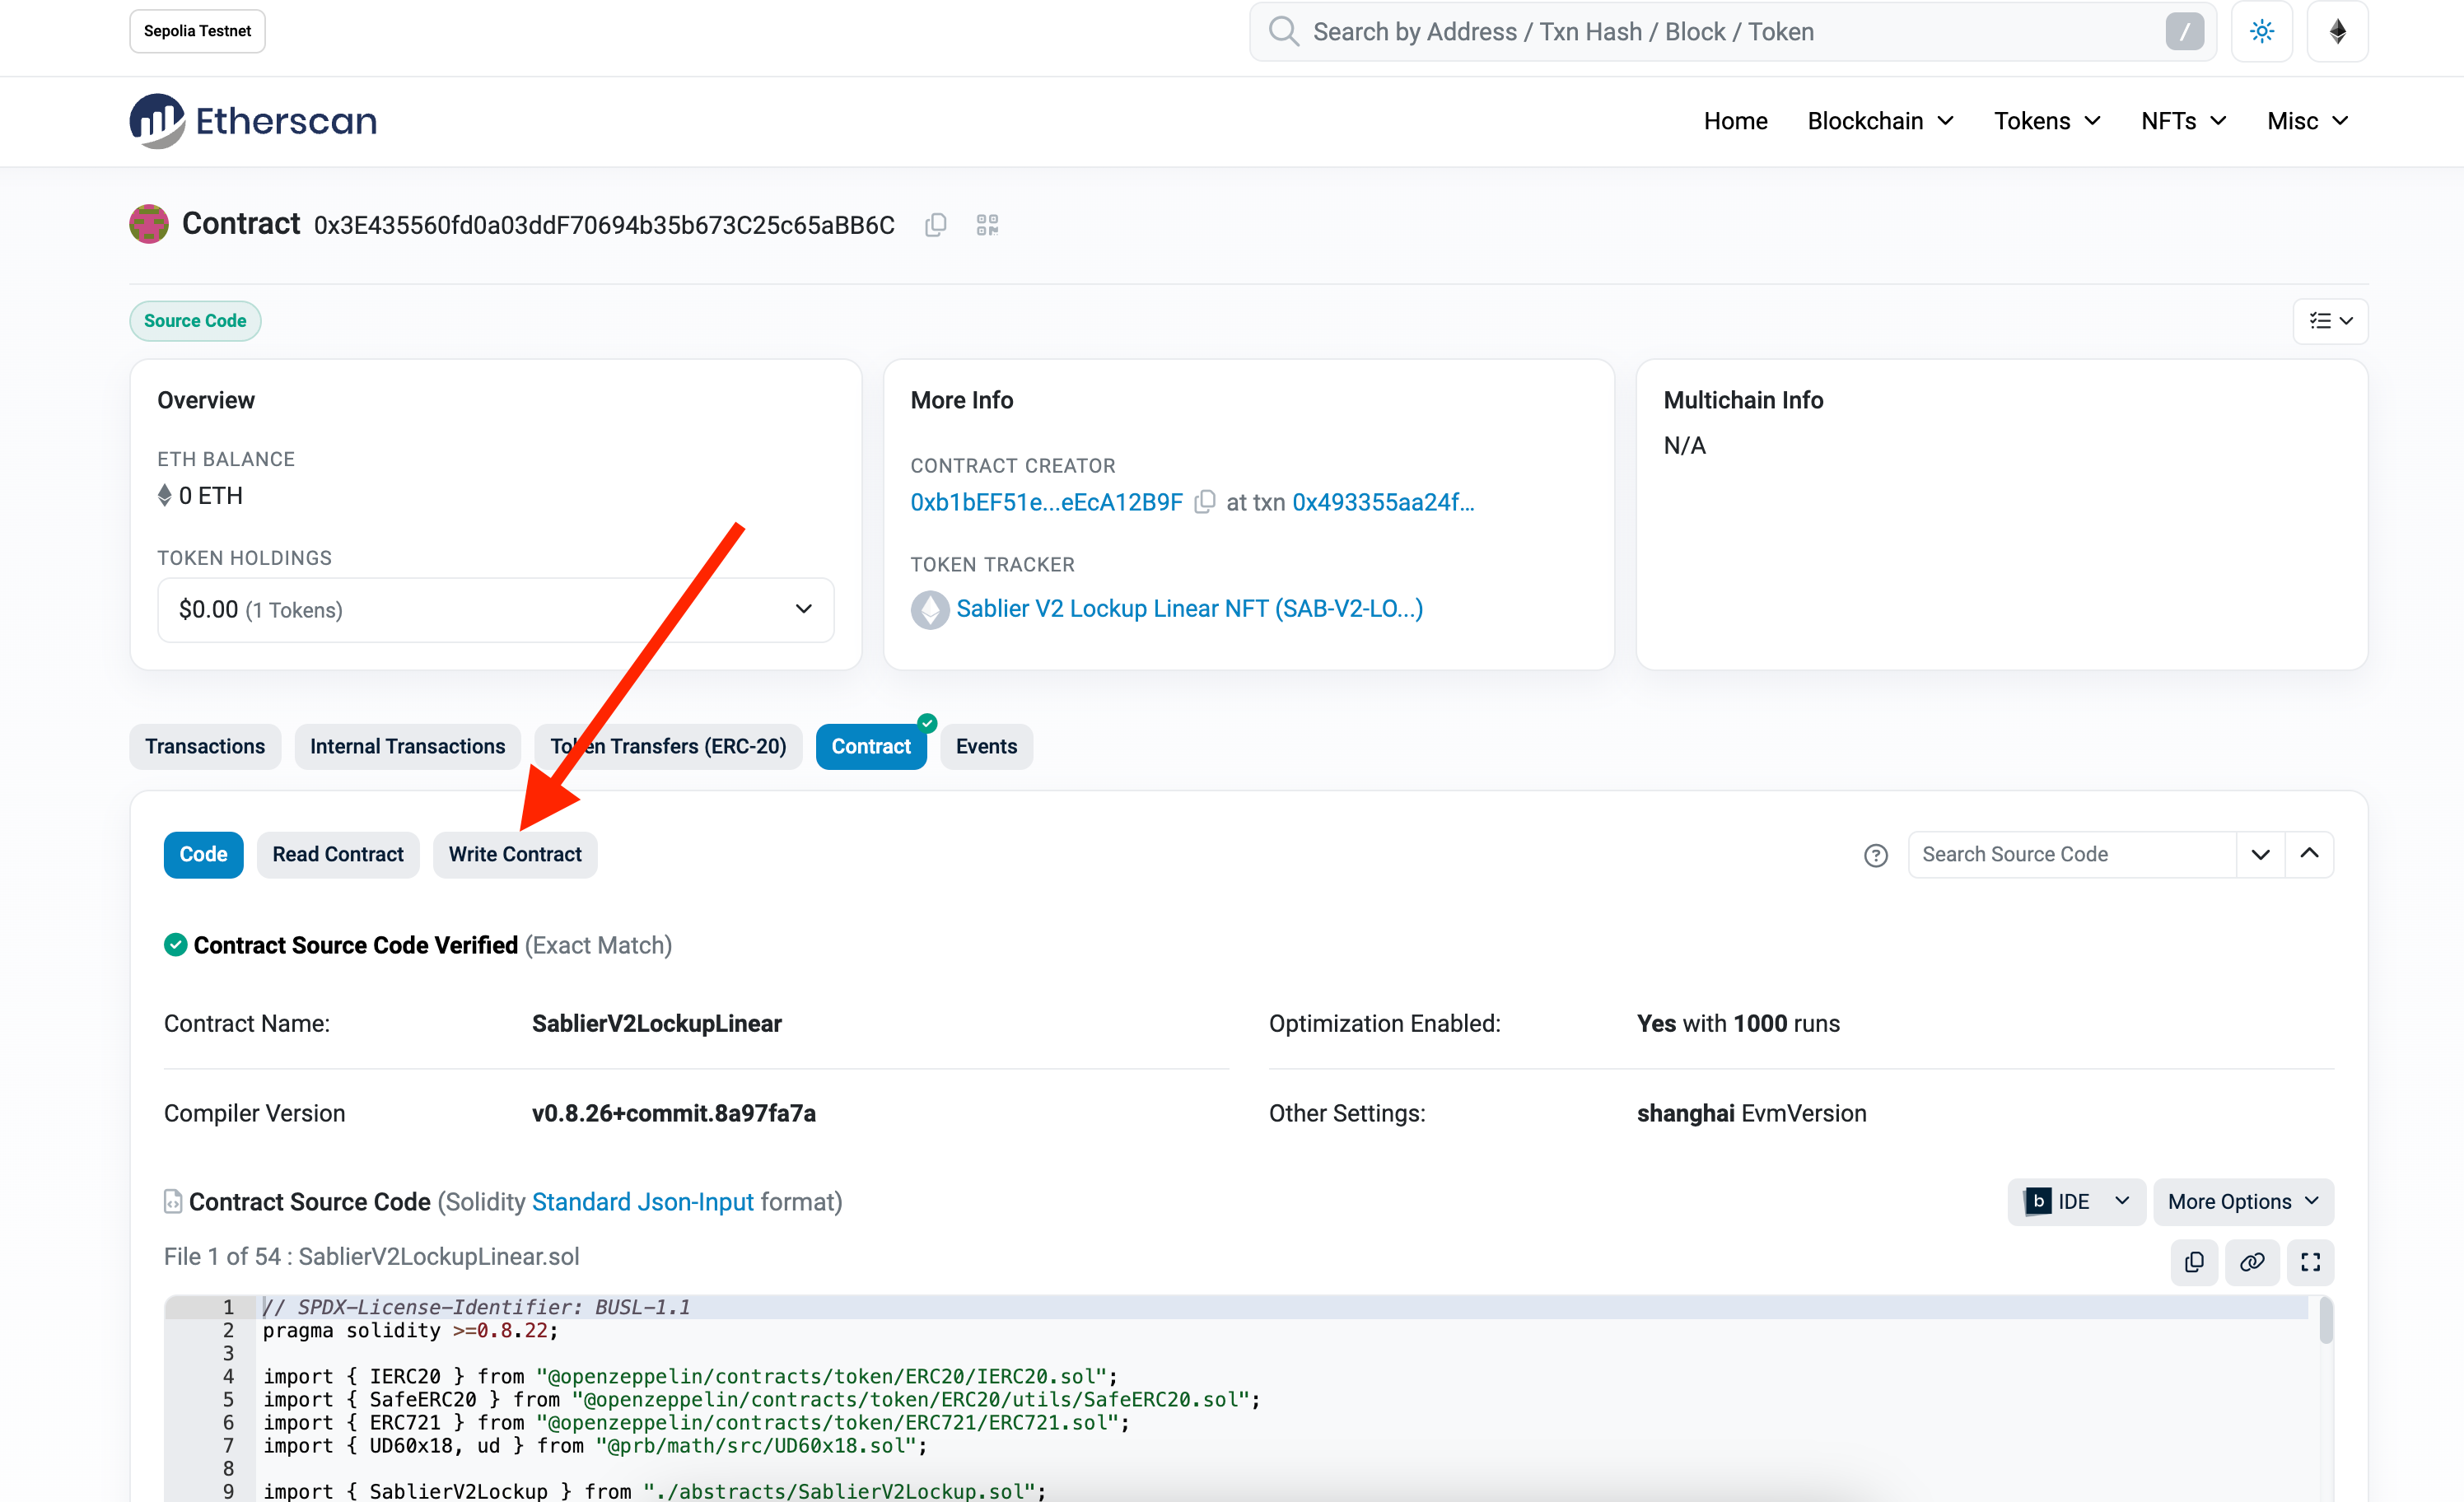 Sepolia Testnet
Search by Address / Txn Hash / Block / Token
/
Etherscan
Home Blockchain Tokens NFTs Misc
Contract 0x3E435560fd0a03ddF70694b35b673C25c65aBB6C
Source Code
Overview
ETH BALANCE
0 ETH
TOKEN HOLDINGS
$0.00 (1 Tokens)
More Info
CONTRACT CREATOR
0xb1bEF51e...eEcA12B9F at txn 0x493355aa24f...
TOKEN TRACKER
Sablier V2 Lockup Linear NFT (SAB-V2-LO...)
Multichain Info
N/A
Transactions Internal Transactions Token Transfers (ERC-20) Contract Events
Code Read Contract Write Contract
? Search Source Code
Contract Source Code Verified (Exact Match)
Contract Name: SablierV2LockupLinear
Optimization Enabled: Yes with 1000 runs
Compiler Version v0.8.26+commit.8a97fa7a
Other Settings: shanghai EvmVersion
Contract Source Code (Solidity Standard Json-Input format)
b IDE More Options
File 1 of 54 : SablierV2LockupLinear.sol
1 // SPDX-License-Identifier: BUSL-1.1
2 pragma solidity >=0.8.22;
3
4 import { IERC20 } from "@openzeppelin/contracts/token/ERC20/IERC20.sol";
5 import { SafeERC20 } from "@openzeppelin/contracts/token/ERC20/utils/SafeERC20.sol";
6 import { ERC721 } from "@openzeppelin/contracts/token/ERC721/ERC721.sol";
7 import { UD60x18, ud } from "@prb/math/src/UD60x18.sol";
8
9 import { SablierV2Lockup } from "./abstracts/SablierV2Lockup.sol";